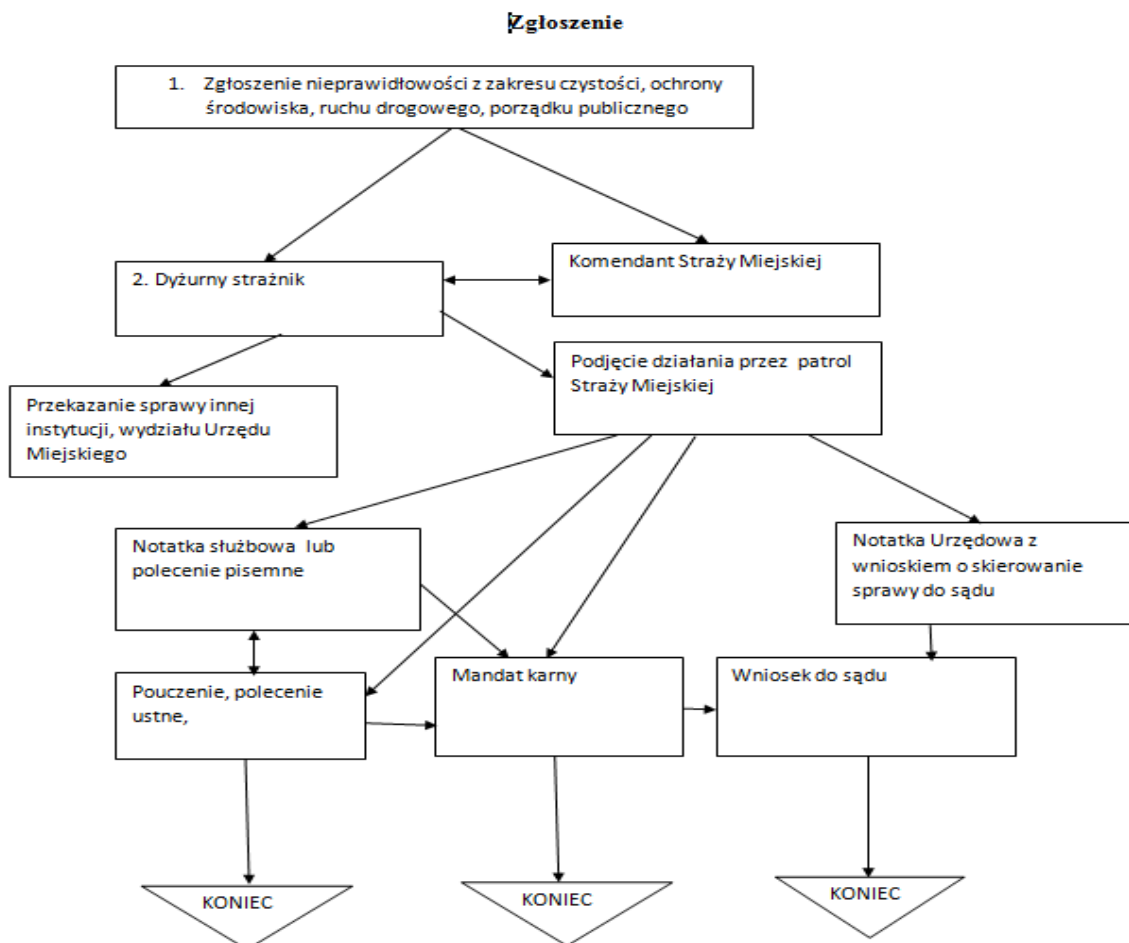 Zgłoszenie
1. Zgłoszenie nieprawidłowości z zakresu czystości, ochrony
środowiska, ruchu drogowego, porządku publicznego
2. Dyżurny strażnik
Komendant Straży Miejskiej
Podjęcie działania przez patrol
Straży Miejskiej
Przekazanie sprawy innej
instytucji, wydziału Urzędu
Miejskiego
Notatka służbowa lub
polecenie pisemne
Notatka Urzędowa z
wnioskiem o skierowanie
sprawy do sądu
Pouczenie, polecenie
ustne,
Mandat karny
Wniosek do sądu
KONIEC
KONIEC
KONIEC